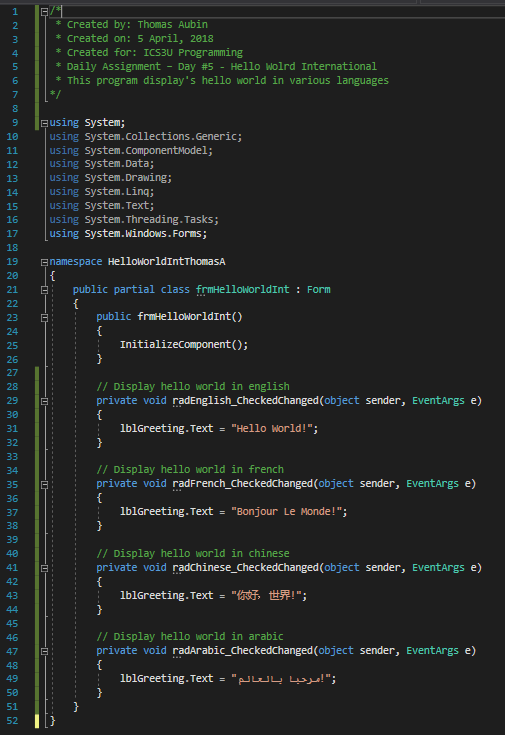 1 /*
2 * Created by: Thomas Aubin
3 * Created on: 5 April, 2018
4 * Created for: ICS3U Programming
5 * Daily Assignment – Day #5 - Hello Wolrd International
6 * This program display's hello world in various languages
7 */
8
9 using System;
10 using System.Collections.Generic;
11 using System.ComponentModel;
12 using System.Data;
13 using System.Drawing;
14 using System.Linq;
15 using System.Text;
16 using System.Threading.Tasks;
17 using System.Windows.Forms;
18
19 namespace HelloWorldIntThomasA
20 {
21 public partial class frmHelloWorldInt : Form
22 {
23 public frmHelloWorldInt()
24 {
25 InitializeComponent();
26 }
27
28 // Display hello world in english
29 private void radEnglish_CheckedChanged(object sender, EventArgs e)
30 {
31 lblGreeting.Text = "Hello World!";
32 }
33
34 // Display hello world in french
35 private void radFrench_CheckedChanged(object sender, EventArgs e)
36 {
37 lblGreeting.Text = "Bonjour Le Monde!";
38 }
39
40 // Display hello world in chinese
41 private void radChinese_CheckedChanged(object sender, EventArgs e)
42 {
43 lblGreeting.Text = "你好，世界!";
44 }
45
46 // Display hello world in arabic
47 private void radArabic_CheckedChanged(object sender, EventArgs e)
48 {
49 lblGreeting.Text = "مرحبا بالعالم!";
50 }
51 }
52 }